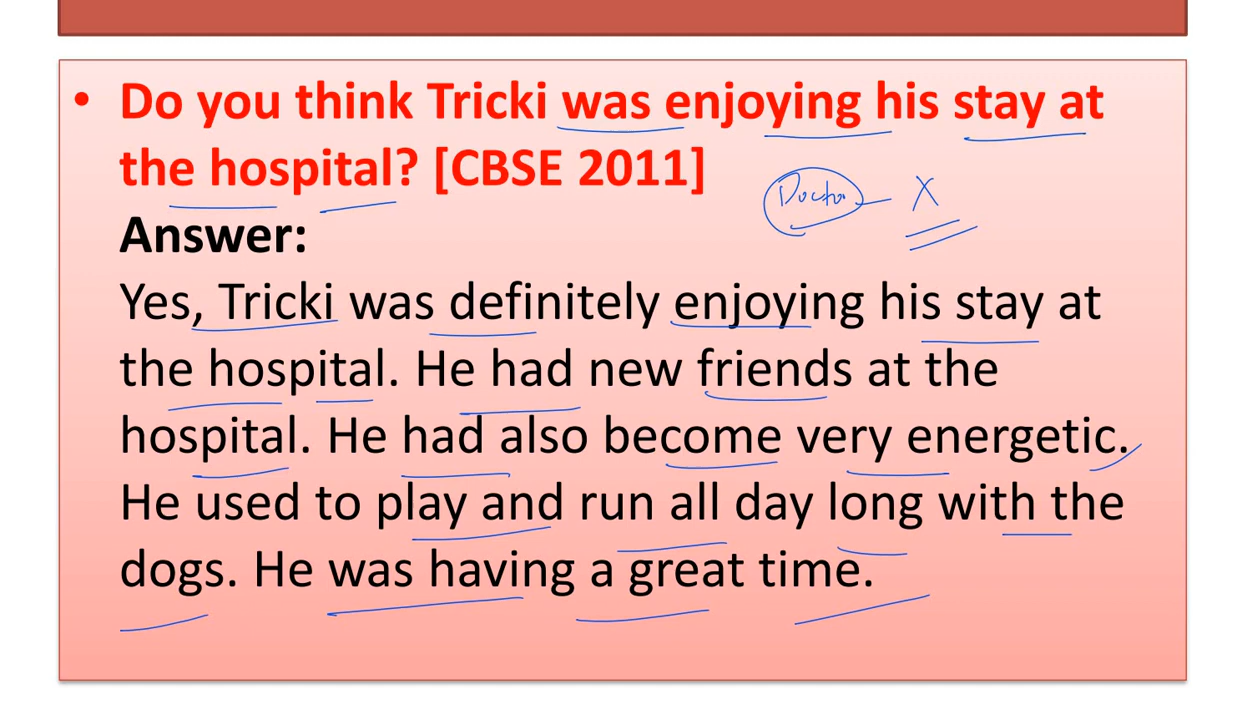 • Do you think Tricki was enjoying his stay at
the hospital? [CBSE 2011]
Doctor — X
Answer:
Yes, Tricki was definitely enjoying his stay at
the hospital. He had new friends at the
hospital. He had also become very energetic.
He used to play and run all day long with the
dogs. He was having a great time.